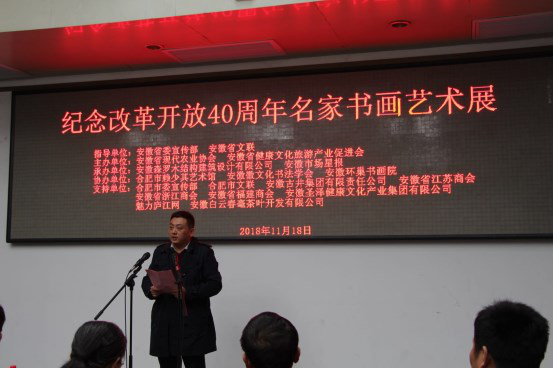 纪念改革开放40周年名家书画艺术展
指导单位：安徽省委宣传部 安徽省文联
主办单位：安徽省现代农业协会 安徽省健康文化旅游产业促进会
承办单位：安徽森罗木结构建筑设计有限公司 安徽市场星报
协办单位：合肥市赖少其艺术馆 安徽徽文化书法学会 安徽环巢书画院
支持单位：合肥市委宣传部 合肥市文联 安徽古井集团有限责任公司 安徽省江苏商会
安徽省浙江商会 安徽省福建商会 安徽圣泽健康文化产业集团有限公司
魅力庐江网 安徽白云春毫茶叶开发有限公司
2018年11月18日